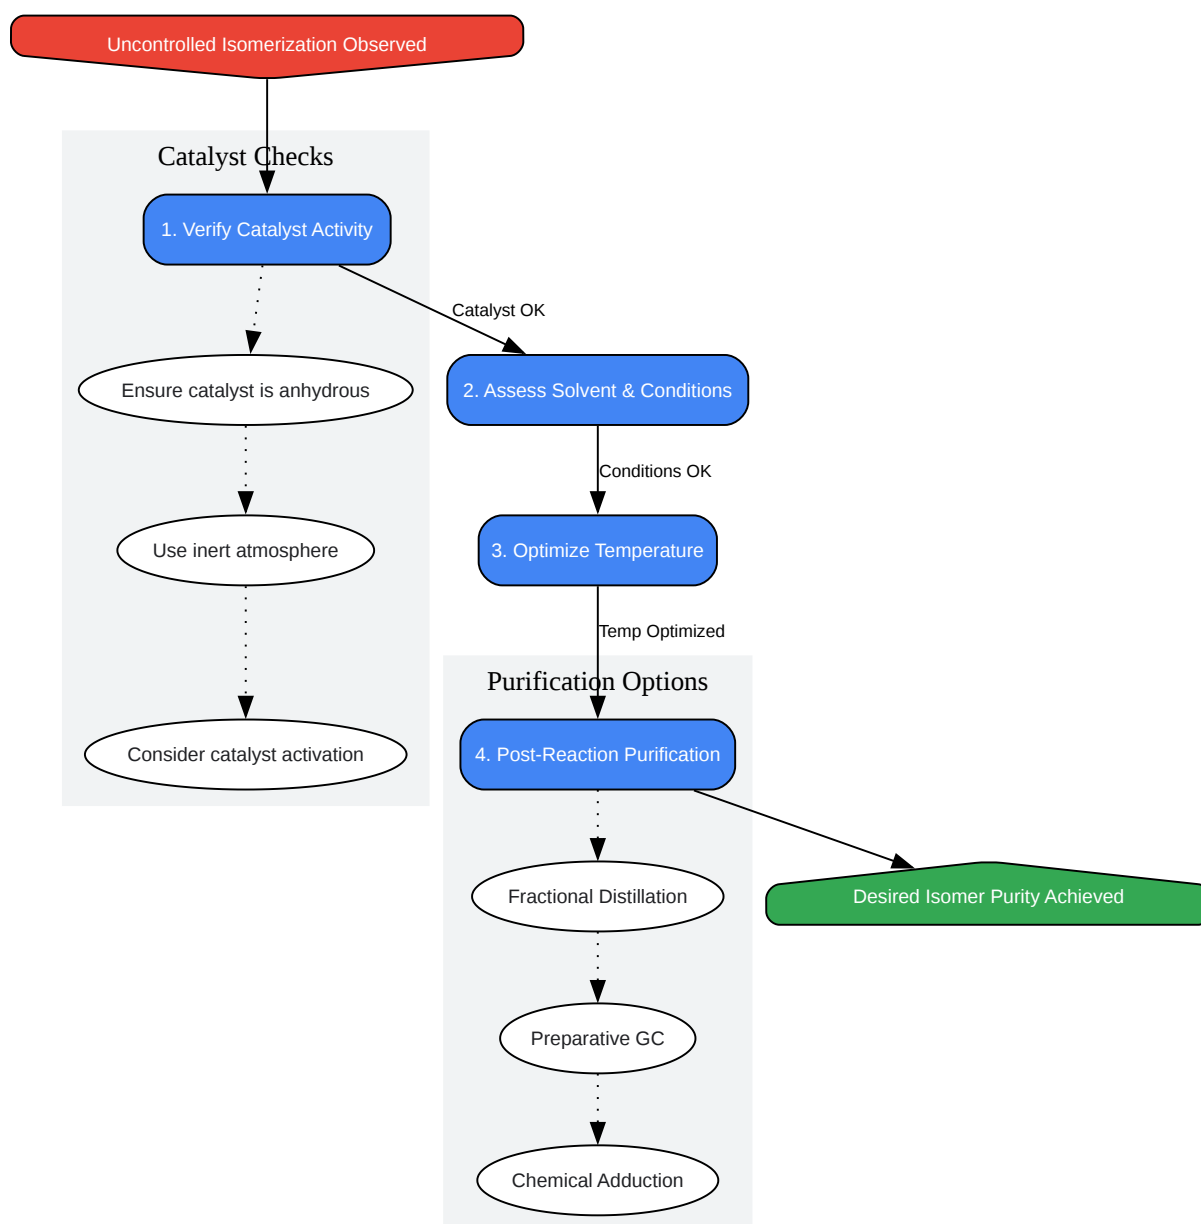 Uncontrolled Isomerization Observed
Catalyst Checks
1. Verify Catalyst Activity
Catalyst OK
Ensure catalyst is anhydrous
2. Assess Solvent & Conditions
Conditions OK
Use inert atmosphere
3. Optimize Temperature
Temp Optimized
Purification Options
Consider catalyst activation
4. Post-Reaction Purification
Fractional Distillation
Desired Isomer Purity Achieved
Preparative GC
Chemical Adduction